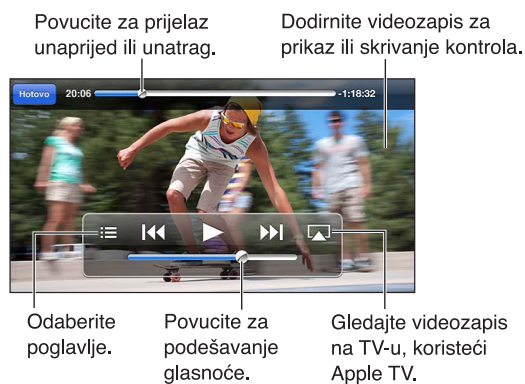 Povucite za prijelaz
unaprijed ili unatrag.
Dodirnite videozapis za
prikaz ili skrivanje kontrola.
Hotovo 20:06 -1:18:32
Odaberite
poglavlje.
Povucite za
podešavanje
glasnoće.
Gledajte videozapis
na TV-u, koristeći
Apple TV.